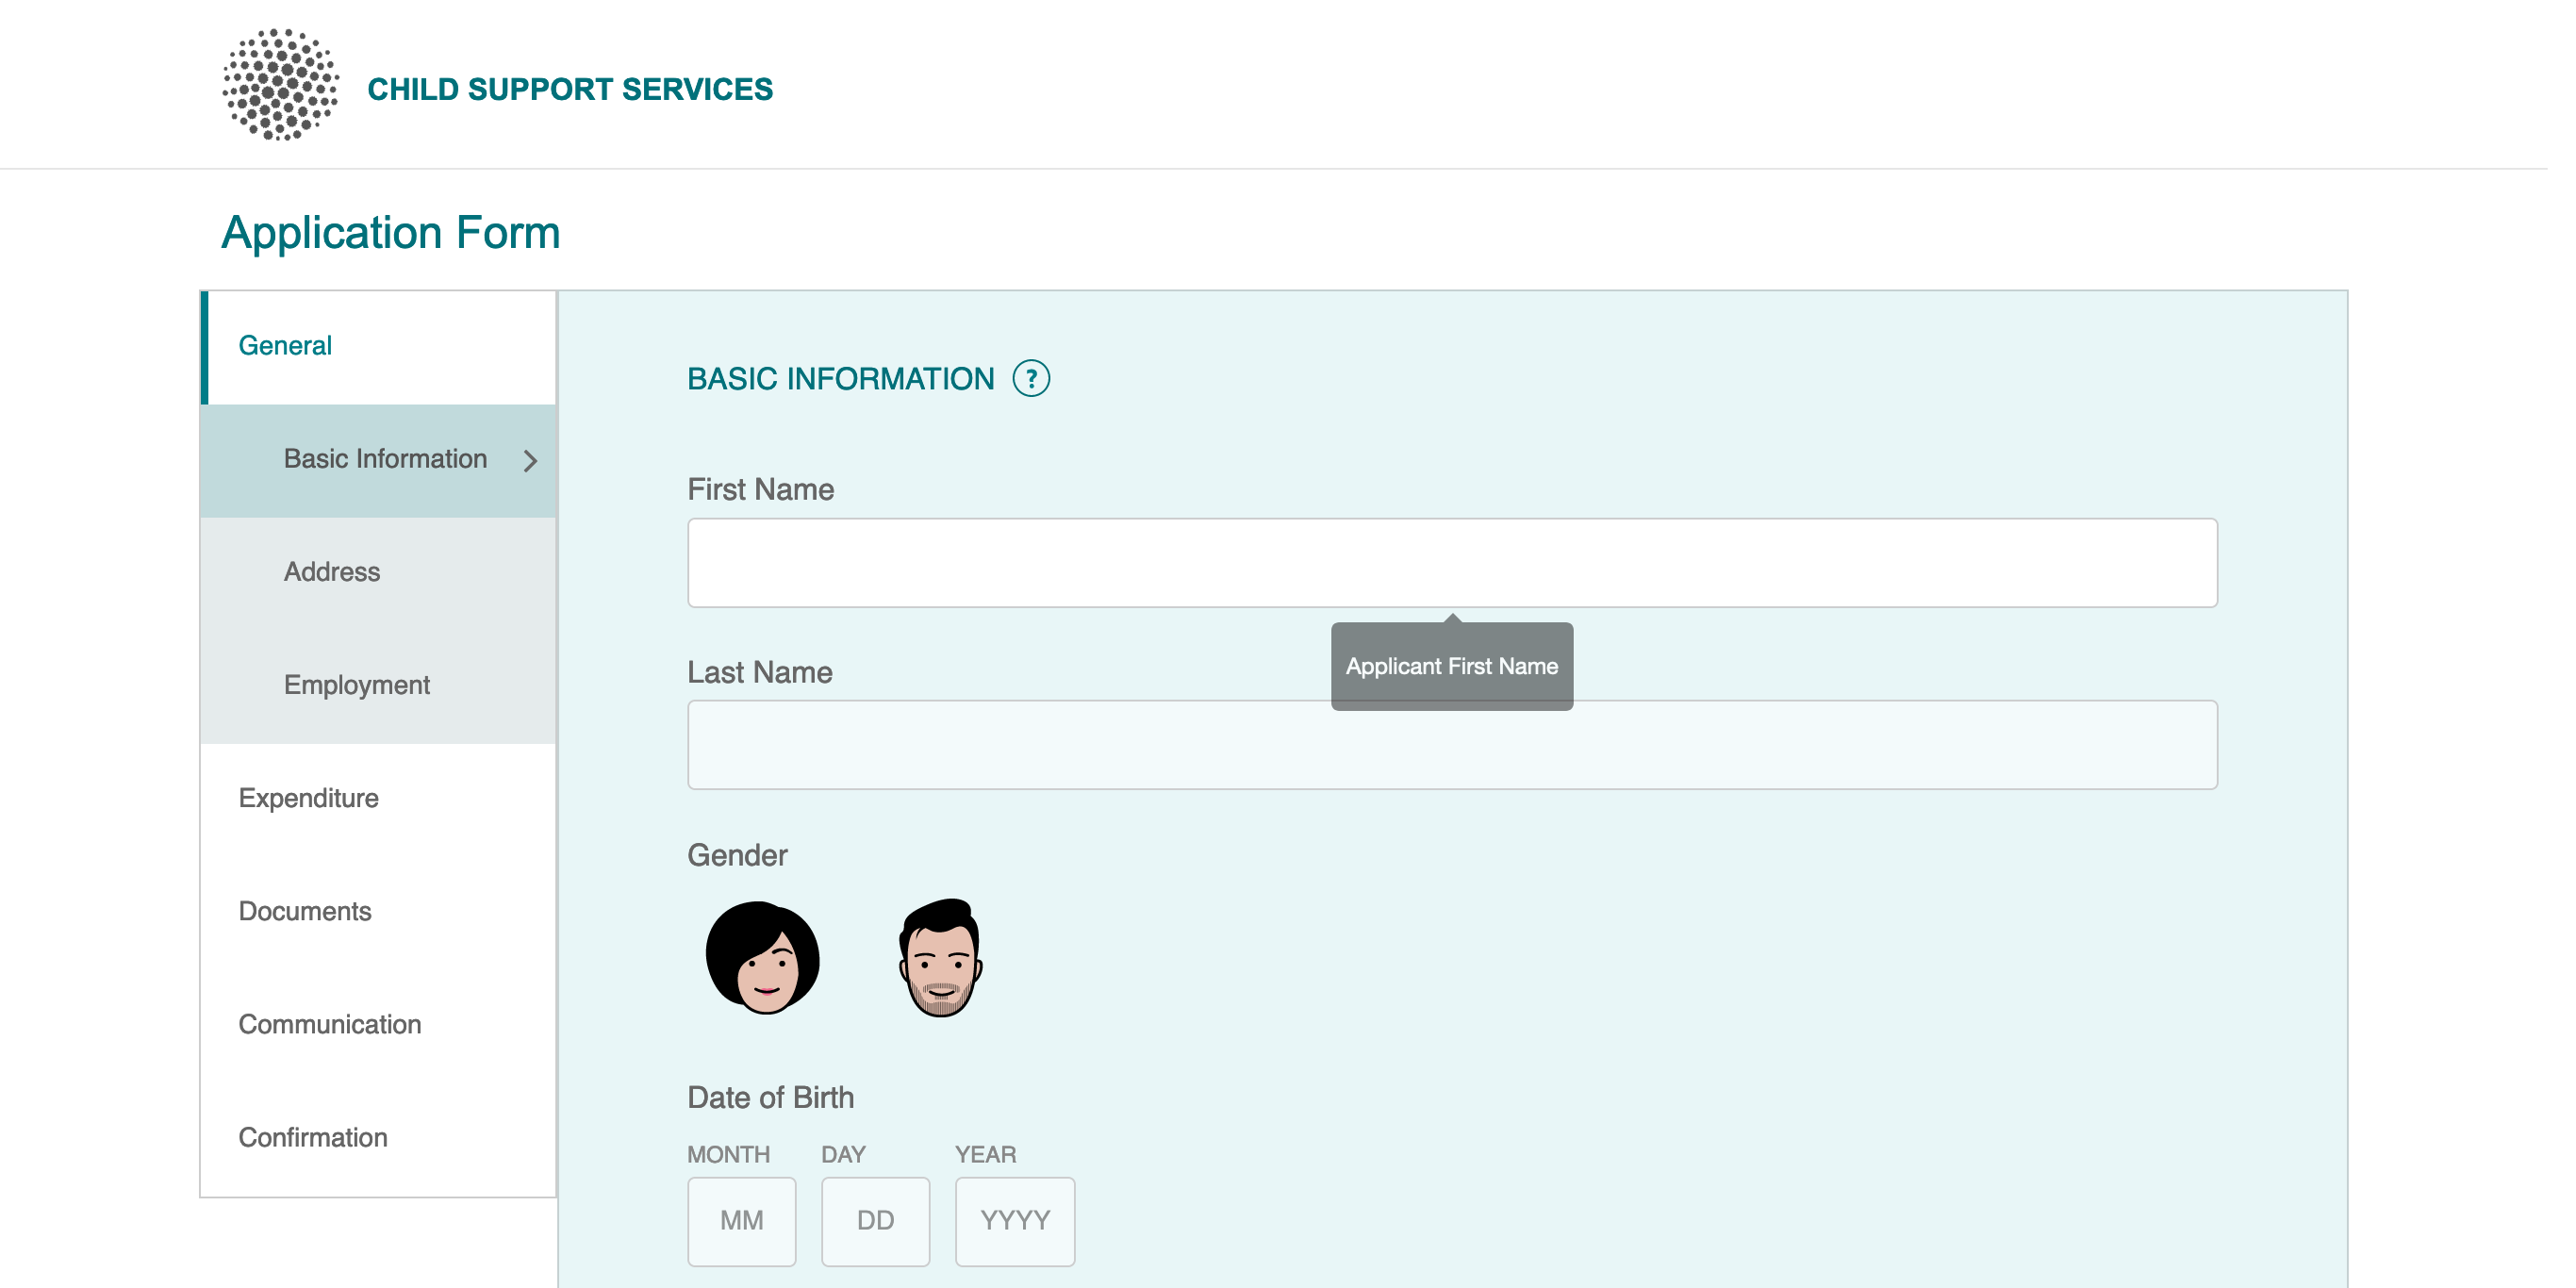 CHILD SUPPORT SERVICES
Application Form
General
Basic Information
Address
Employment
Expenditure
Documents
Communication
Confirmation
BASIC INFORMATION ?
First Name
Applicant First Name
Last Name
Gender
Date of Birth
MONTH DAY YEAR
MM DD YYYY